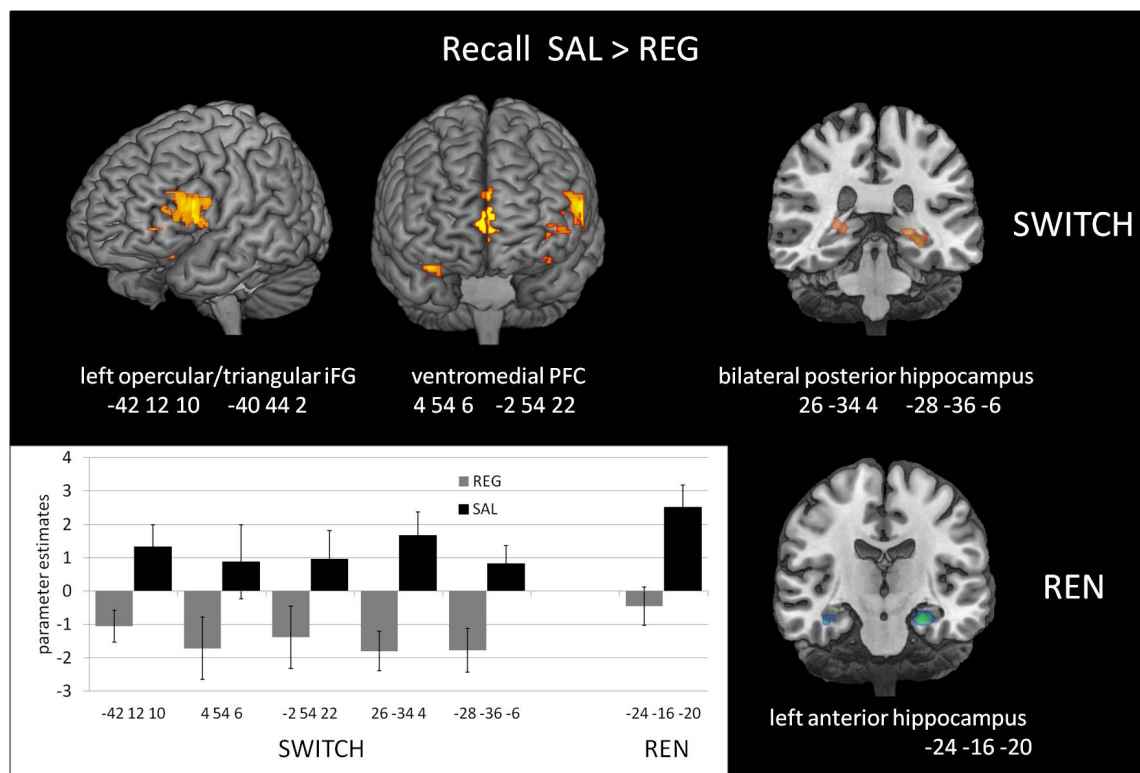 Recall SAL > REG
SWITCH
left opercular/triangular iFG
-42 12 10 -40 44 2
ventromedial PFC
4 54 6 -2 54 22
bilateral posterior hippocampus
26 -34 4 -28 -36 -6
parameter estimates
4
3
2
1
0
-1
-2
-3
REG
SAL
-42 12 10
4 54 6
-2 54 22
26 -34 4
-28 -36 -6
-24 -16 -20
SWITCH
REN
REN
left anterior hippocampus
-24 -16 -20